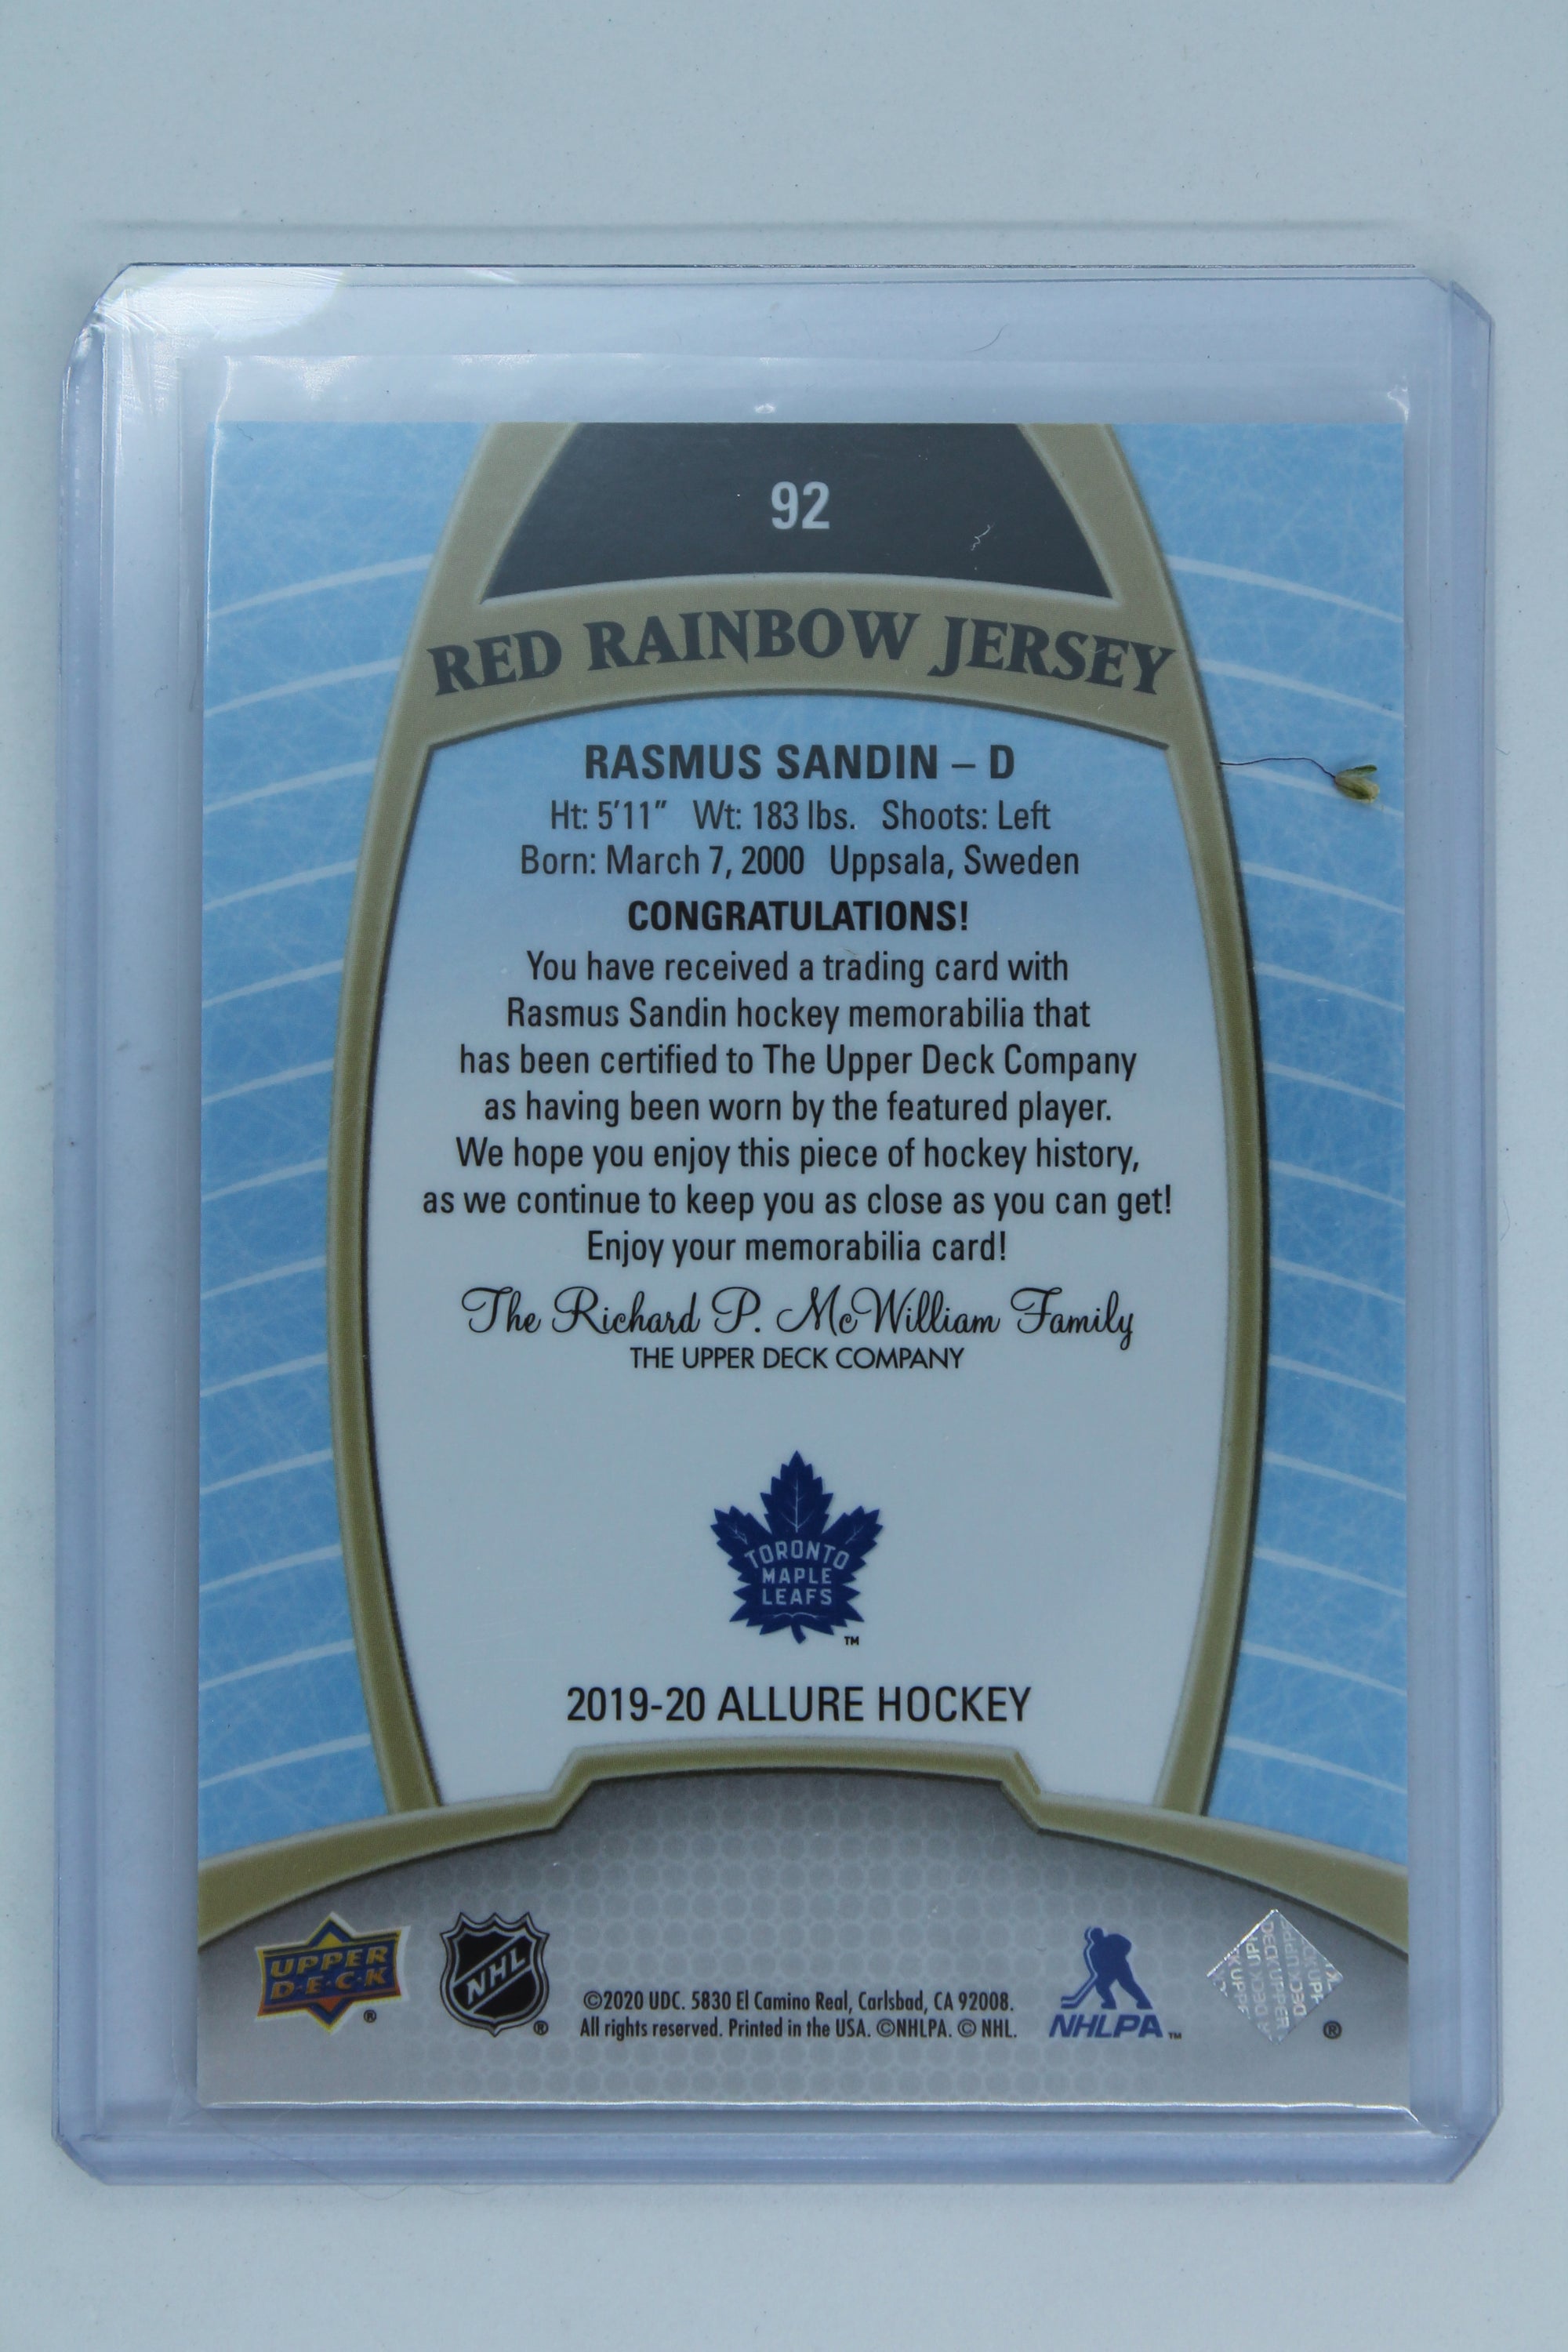 92
RED RAINBOW JERSEY
RASMUS SANDIN – D
Ht: 5'11" Wt: 183 lbs. Shoots: Left
Born: March 7, 2000 Uppsala, Sweden
CONGRATULATIONS!
You have received a trading card with
Rasmus Sandin hockey memorabilia that
has been certified to The Upper Deck Company
as having been worn by the featured player.
We hope you enjoy this piece of hockey history,
as we continue to keep you as close as you can get!
Enjoy your memorabilia card!
The Richard P. McWilliam Family
THE UPPER DECK COMPANY
TORONTO
MAPLE
LEAFS
™
2019-20 ALLURE HOCKEY
UPPER
D·E·C·K
®
NHL
®
©2020 UDC. 5830 El Camino Real, Carlsbad, CA 92008.
All rights reserved. Printed in the USA. ©NHLPA. © NHL.
NHLPA™
®